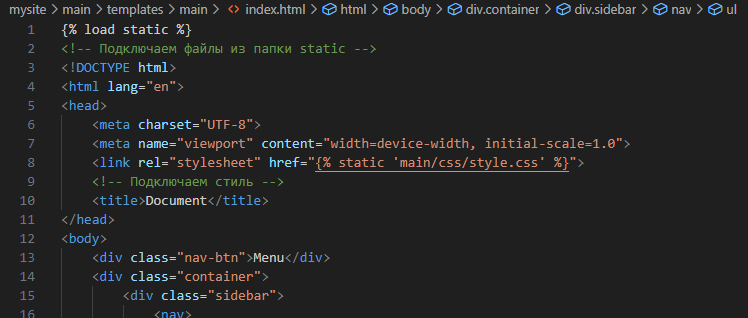 mysite > main > templates > main > <> index.html > html > body > div.container > div.sidebar > nav > ul
1 {% load static %}
2 <!-- Подключаем файлы из папки static -->
3 <!DOCTYPE html>
4 <html lang="en">
5 <head>
6 <meta charset="UTF-8">
7 <meta name="viewport" content="width=device-width, initial-scale=1.0">
8 <link rel="stylesheet" href="{% static 'main/css/style.css' %}">
9 <!-- Подключаем стиль -->
10 <title>Document</title>
11 </head>
12 <body>
13 <div class="nav-btn">Menu</div>
14 <div class="container">
15 <div class="sidebar">
16 <nav>